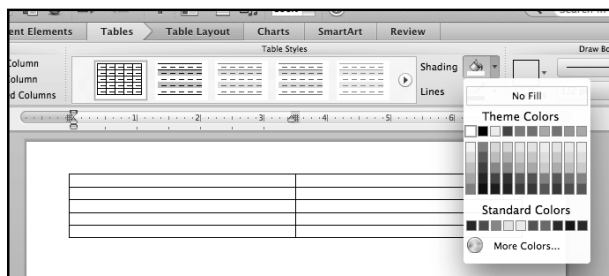 ent Elements Tables Table Layout Charts SmartArt Review
Table Styles Draw Bo
Column
Column
d Columns
Shading
Lines
No Fill
Theme Colors
Standard Colors
More Colors...
1 2 3 4 5 6